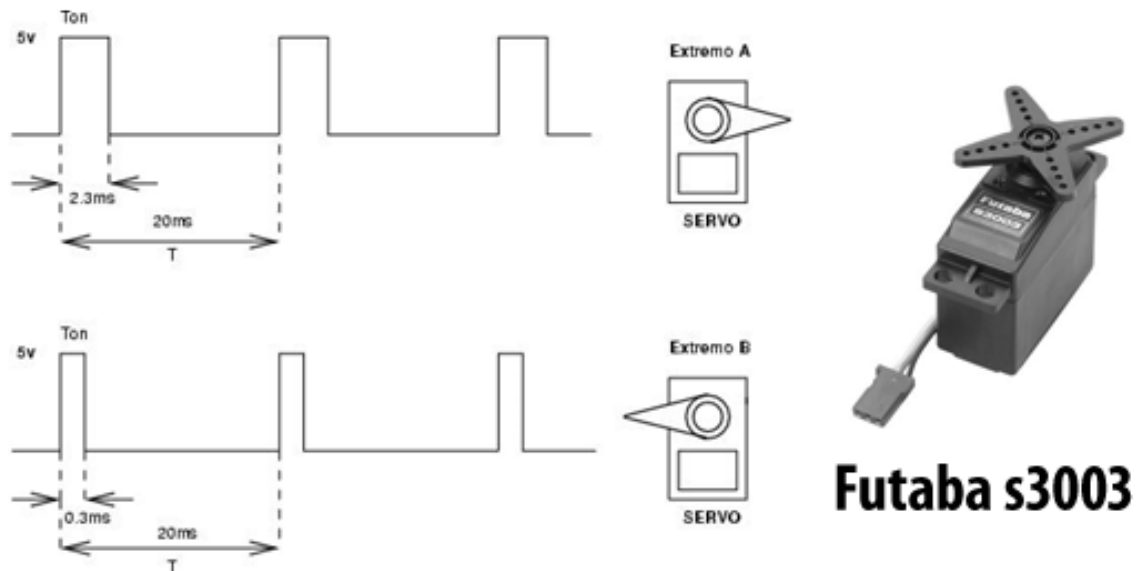 Ton
5v
2.3ms
20ms
T
Extremo A
SERVO
Ton
5v
0.3ms
20ms
T
Extremo B
SERVO
Futaba
S3003
Futaba s3003